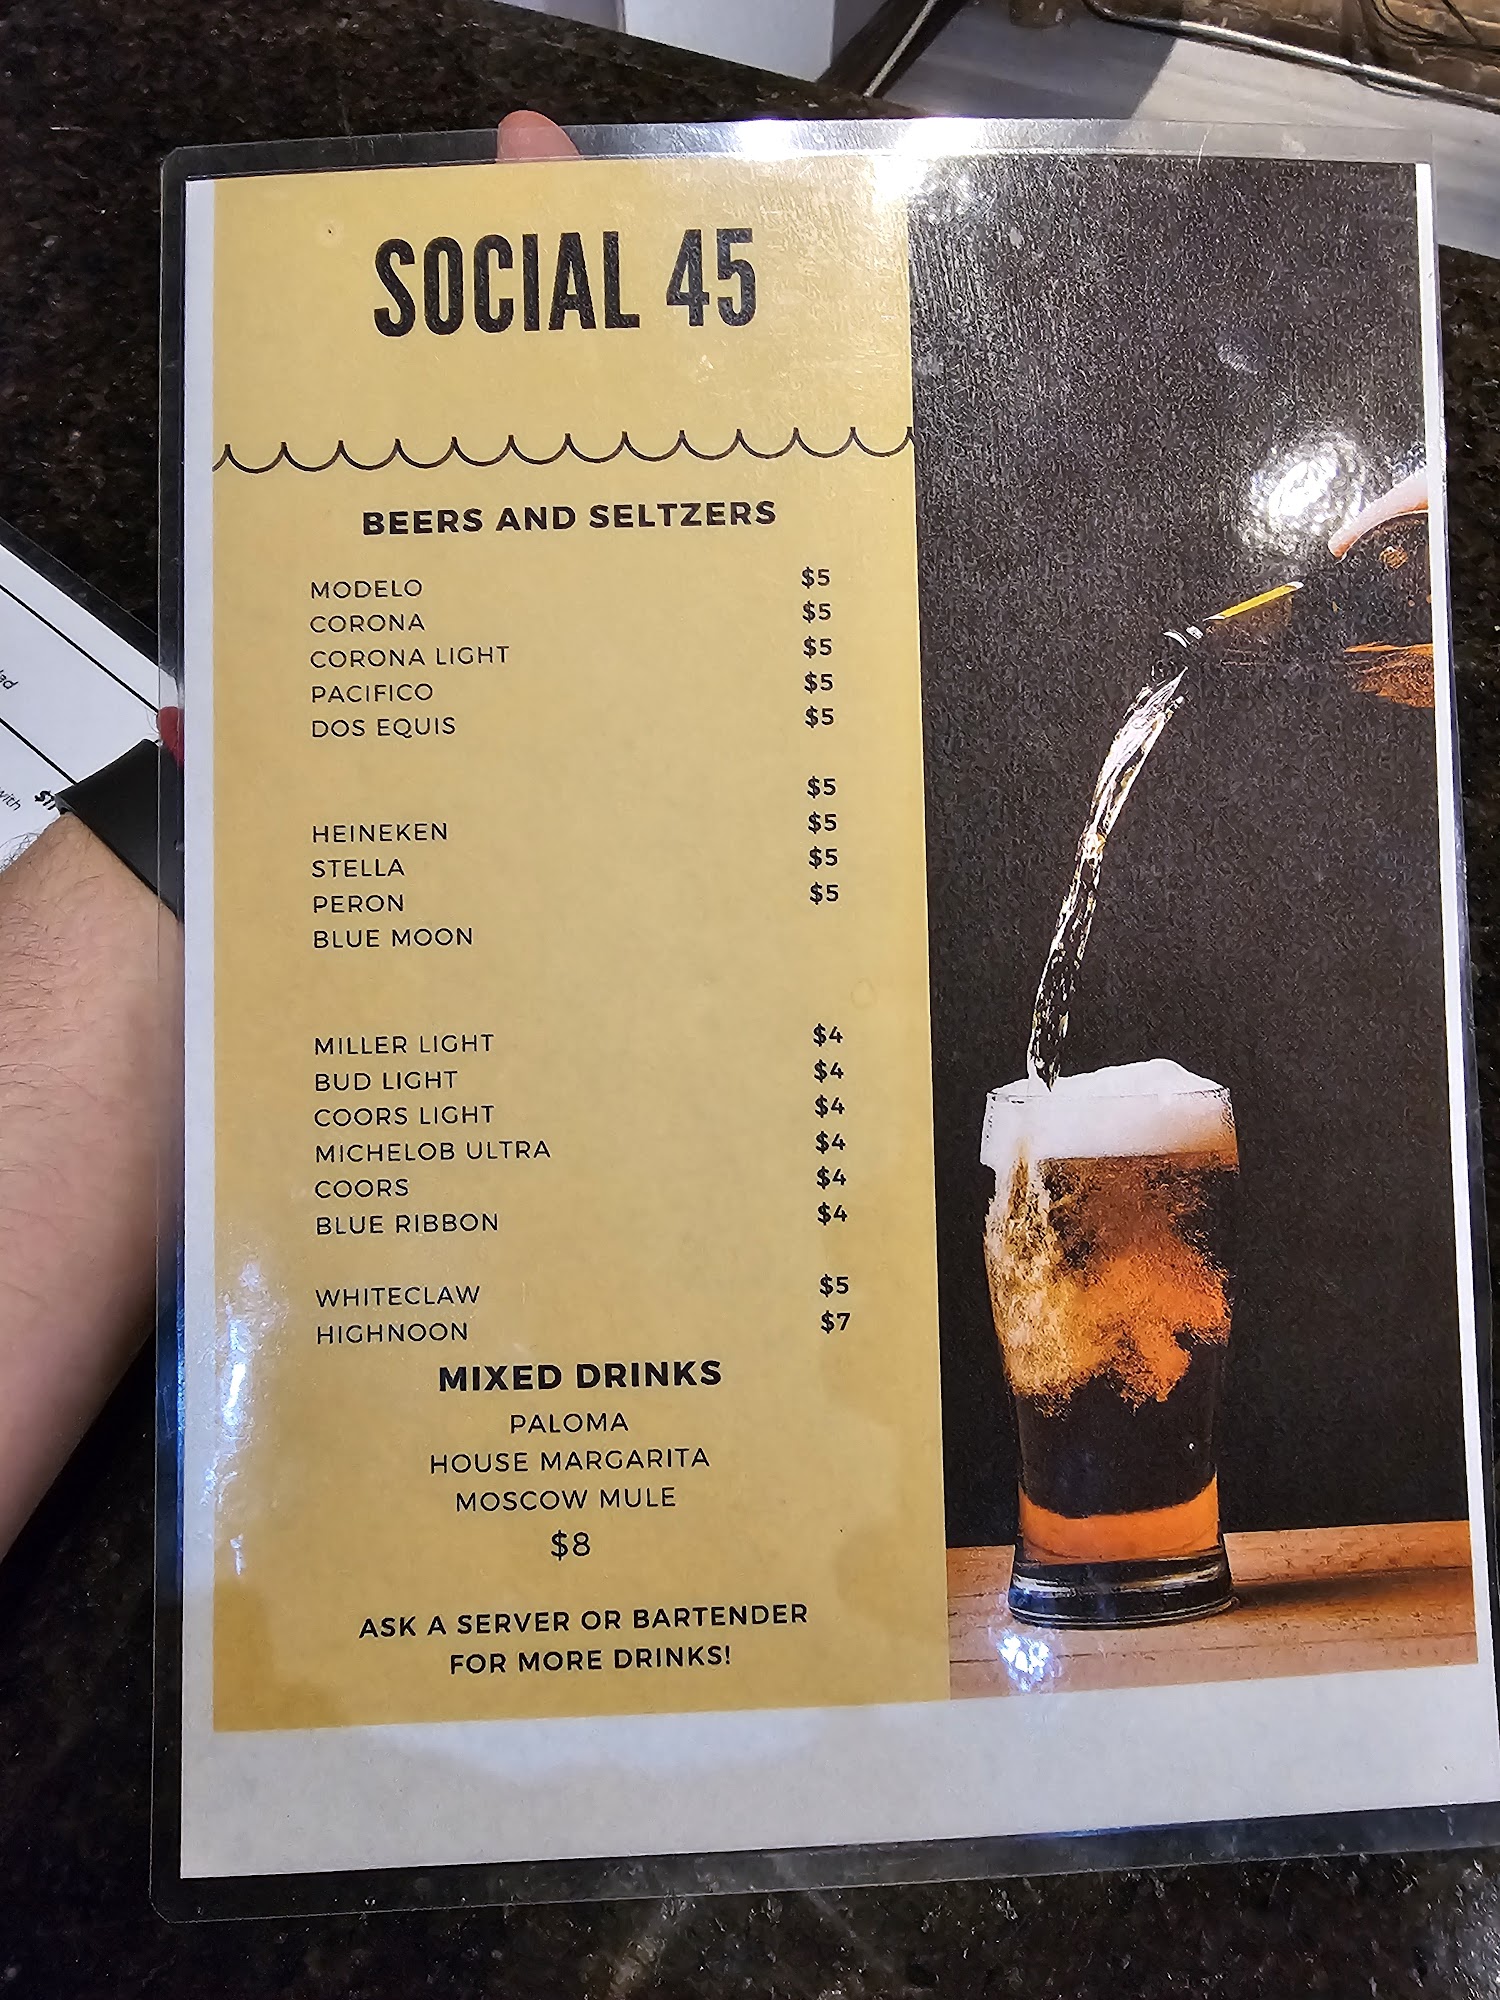 SOCIAL 45
BEERS AND SELTZERS
MODELO $5
CORONA $5
CORONA LIGHT $5
PACIFICO $5
DOS EQUIS $5
$5
HEINEKEN $5
STELLA $5
PERON $5
BLUE MOON
MILLER LIGHT $4
BUD LIGHT $4
COORS LIGHT $4
MICHELOB ULTRA $4
COORS $4
BLUE RIBBON $4
WHITECLAW $5
HIGHNOON $7
MIXED DRINKS
PALOMA
HOUSE MARGARITA
MOSCOW MULE
$8
ASK A SERVER OR BARTENDER
FOR MORE DRINKS!
with